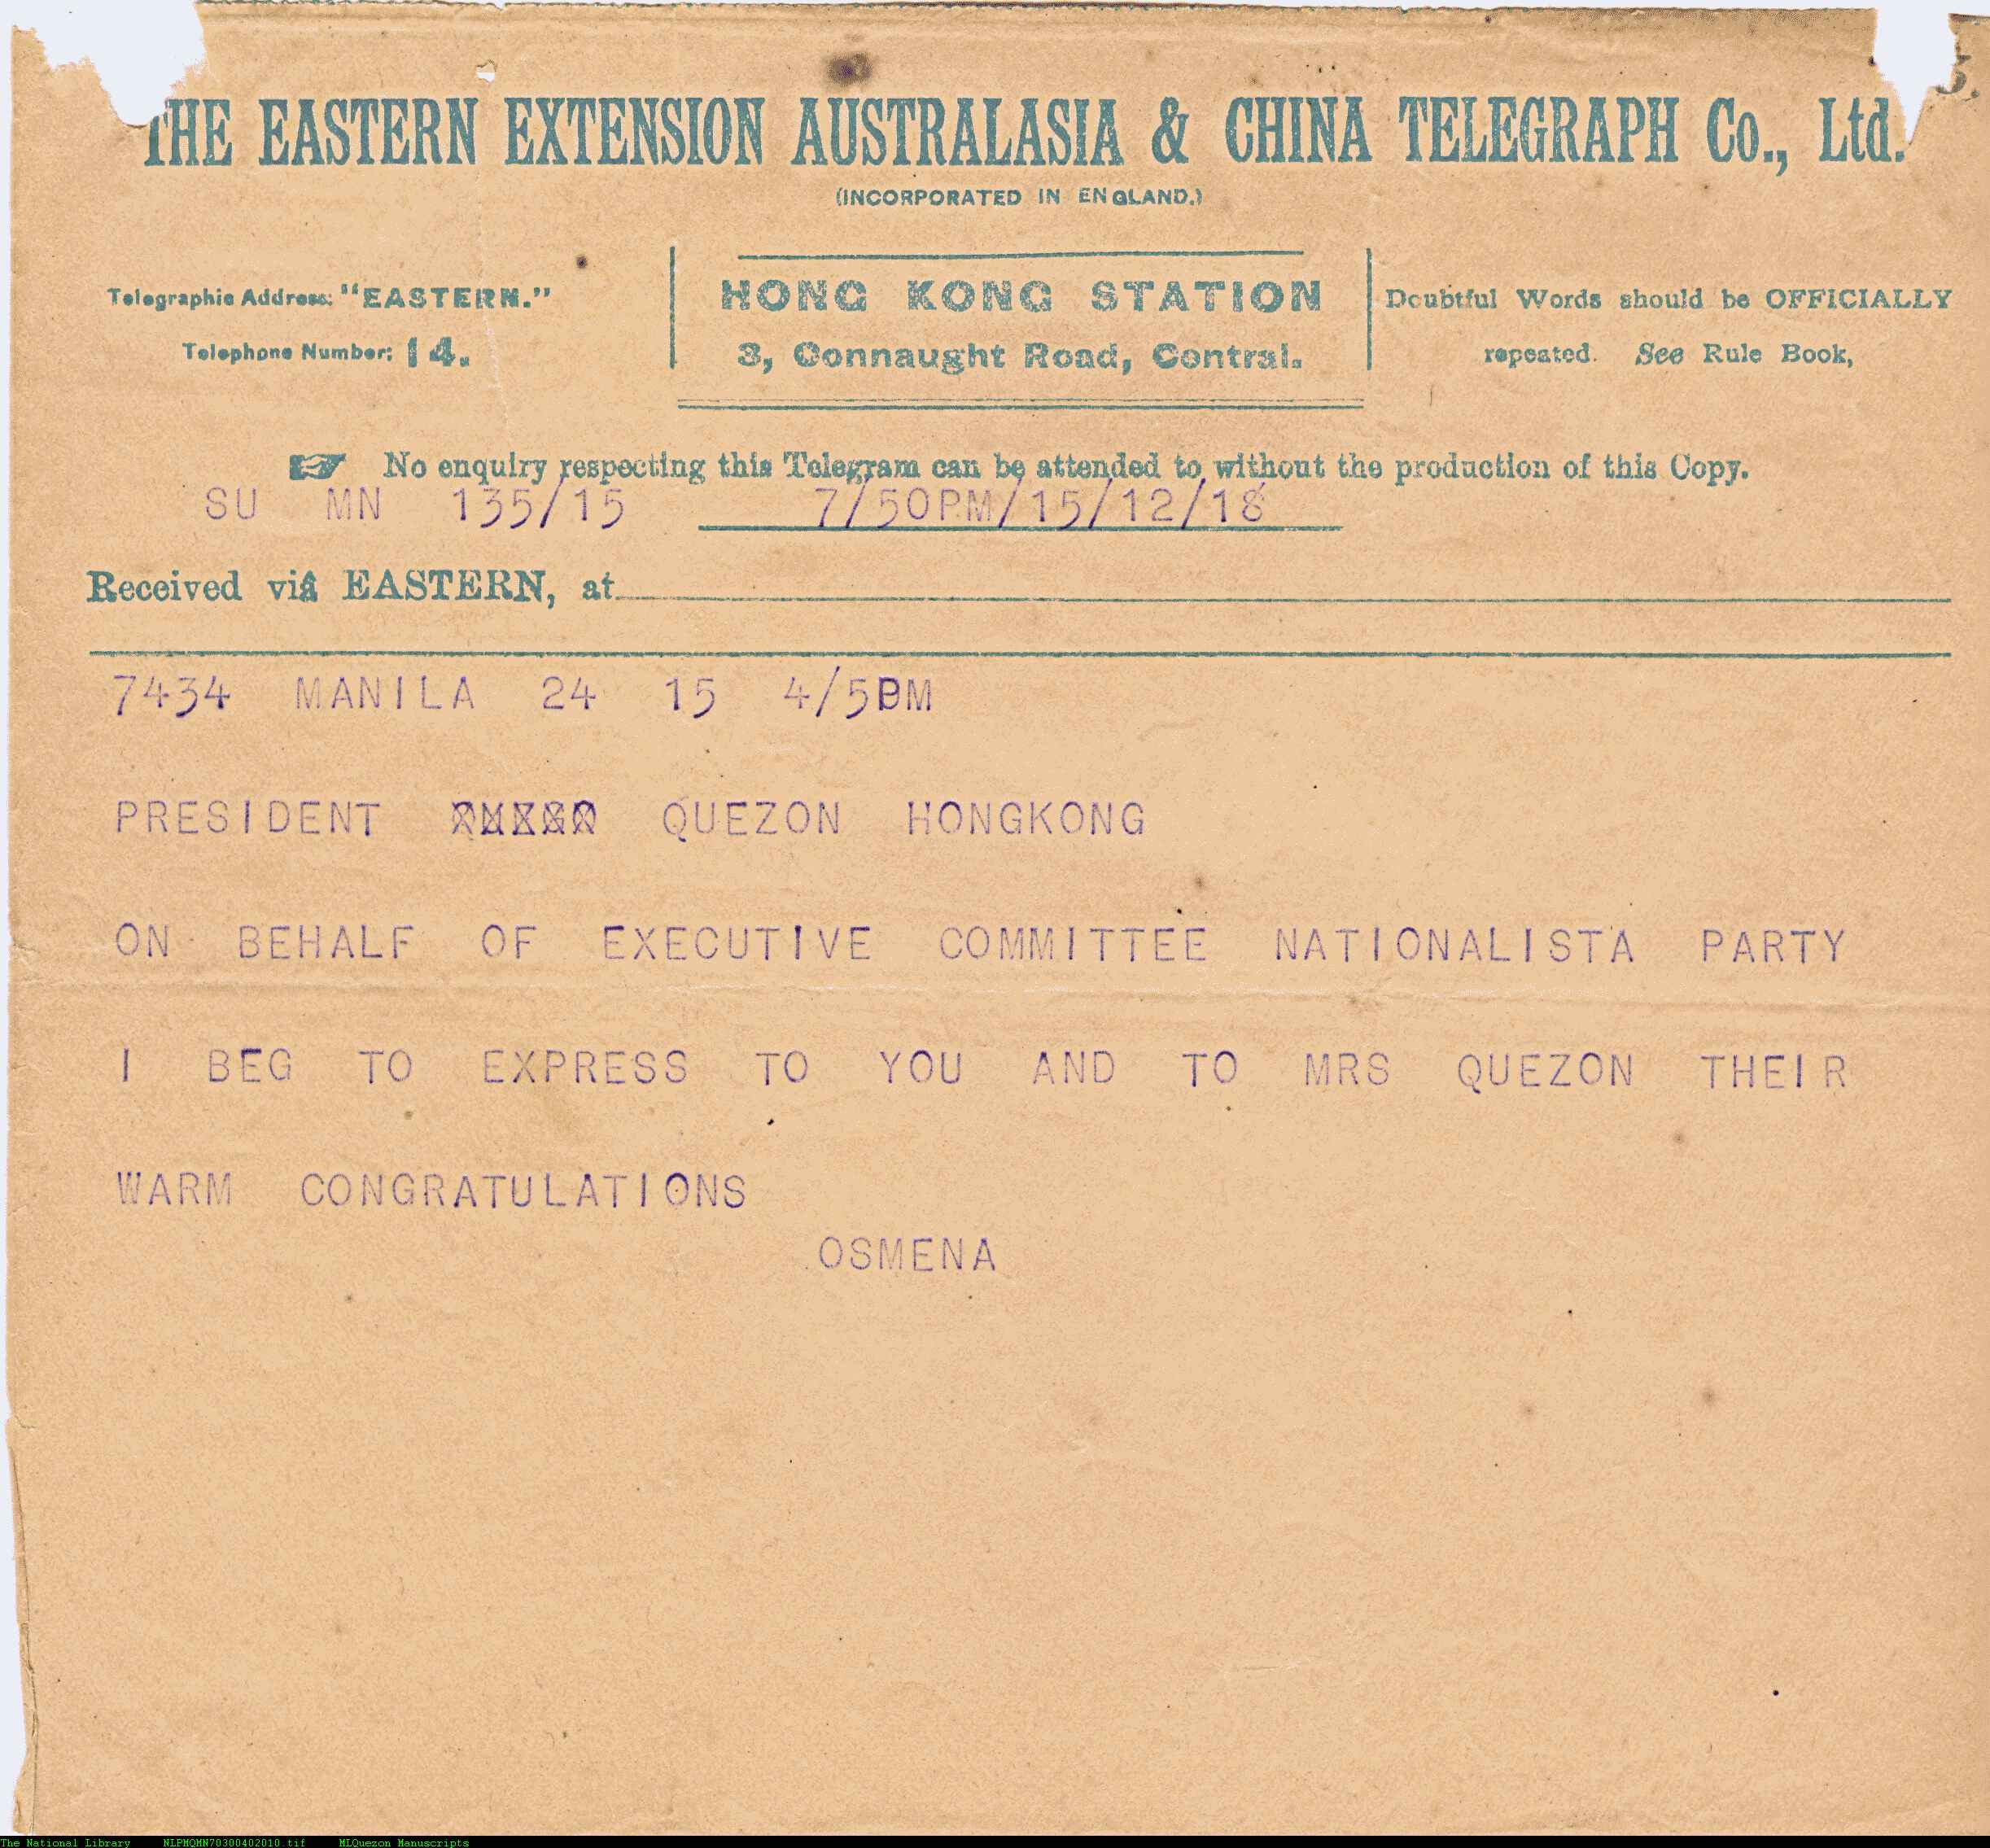 THE EASTERN EXTENSION AUSTRALASIA & CHINA TELEGRAPH Co., Ltd.
(INCORPORATED IN ENGLAND.)
Telegraphic Address: "EASTERN."
Telephone Number: 14.
HONG KONG STATION
3, Connaught Road, Central.
Doubtful Words should be OFFICIALLY
repeated. See Rule Book,
No enquiry respecting this Telegram can be attended to without the production of this Copy.
SU MN 135/15 7/50PM/15/12/18
Received viâ EASTERN, at
7434 MANILA 24 15 4/5PM
PRESIDENT QUEZON HONGKONG
ON BEHALF OF EXECUTIVE COMMITTEE NATIONALISTA PARTY
I BEG TO EXPRESS TO YOU AND TO MRS QUEZON THEIR
WARM CONGRATULATIONS
OSMENA
The National Library NLPMQMN70300402010.tif MLQuezon Manuscripts